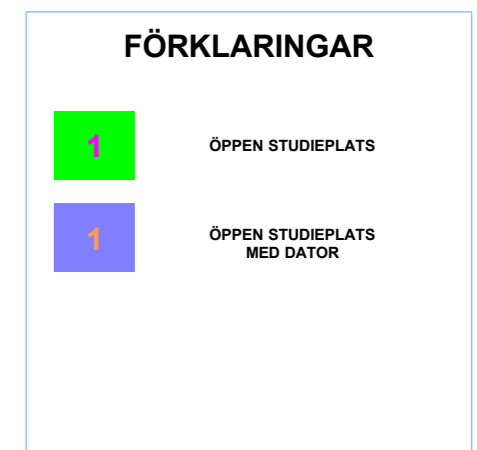 FÖRKLARINGAR
1
ÖPPEN STUDIEPLATS
1
ÖPPEN STUDIEPLATS
MED DATOR